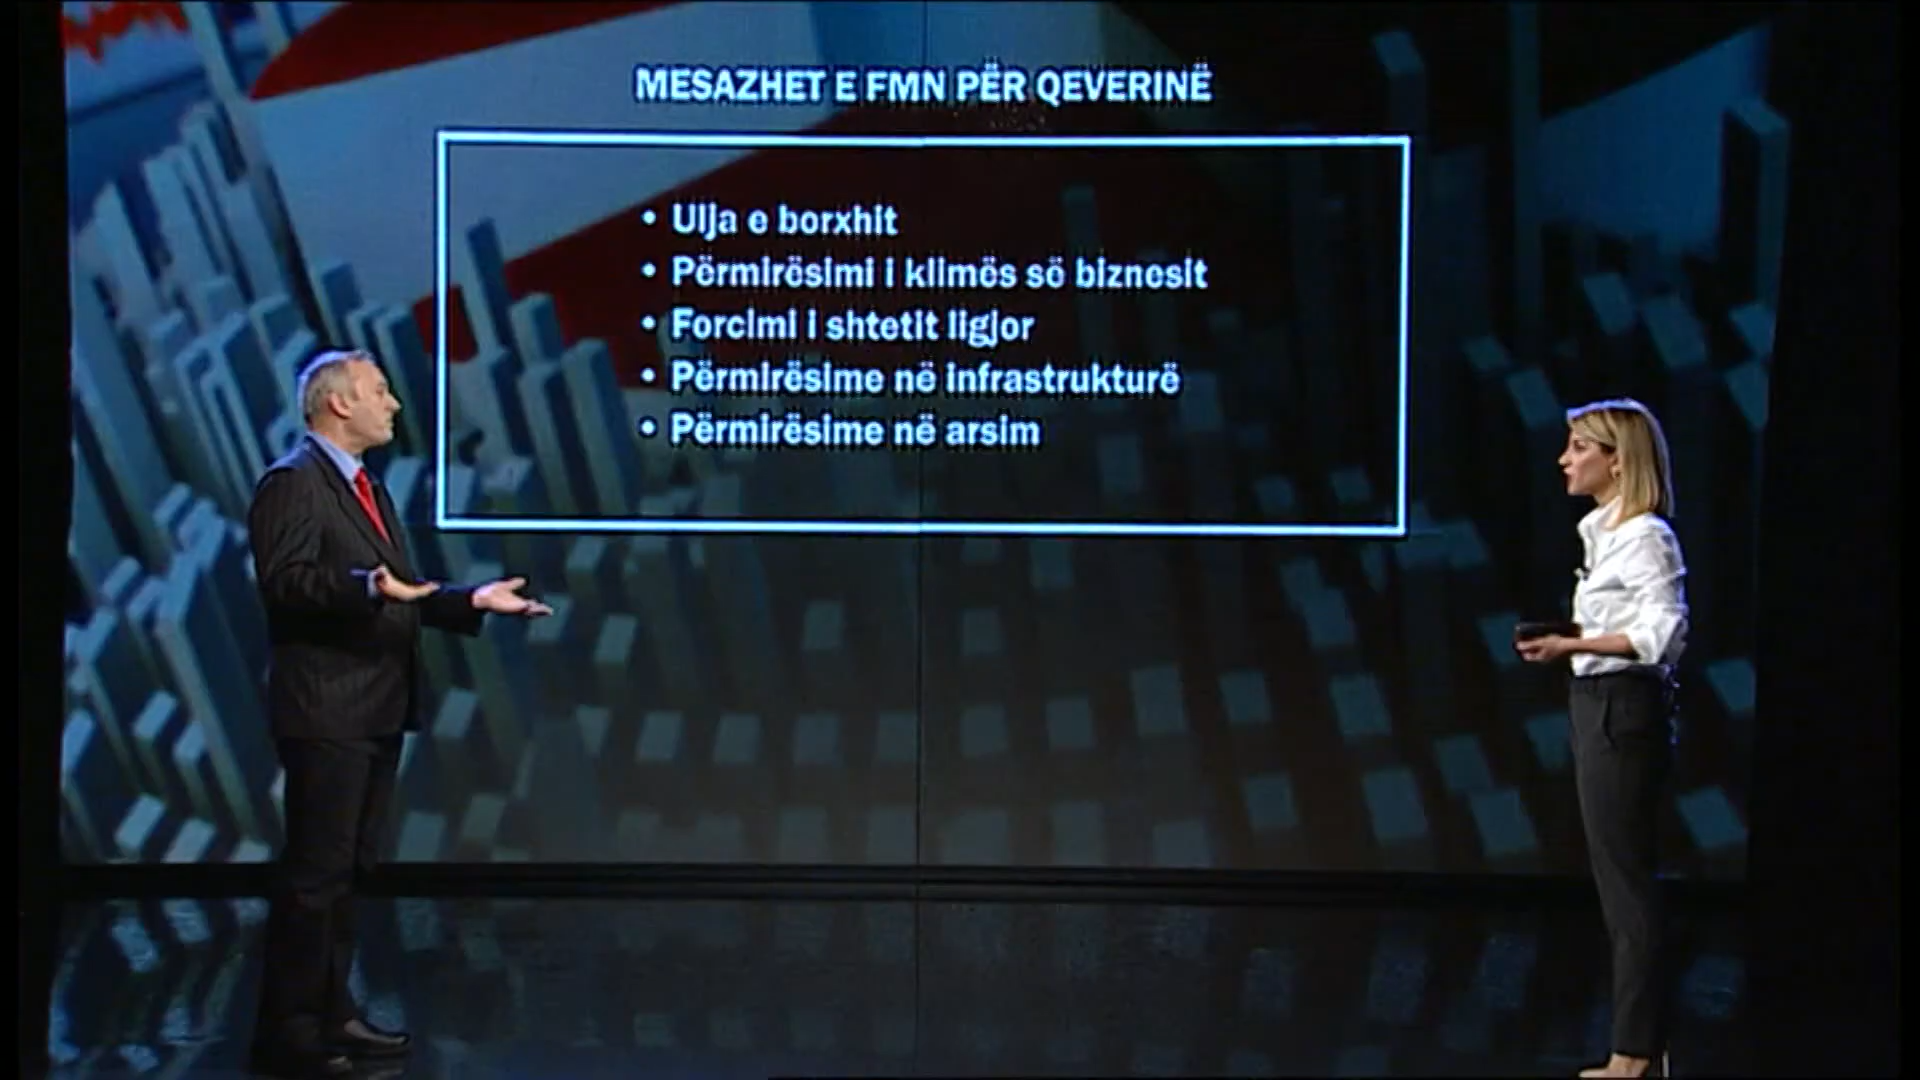 MESAZHET E FMN PËR QEVERINË
• Ulja e borxhit
• Përmirësimi i klimës së biznesit
• Forcimi i shtetit ligjor
• Përmirësime në infrastrukturë
• Përmirësime në arsim